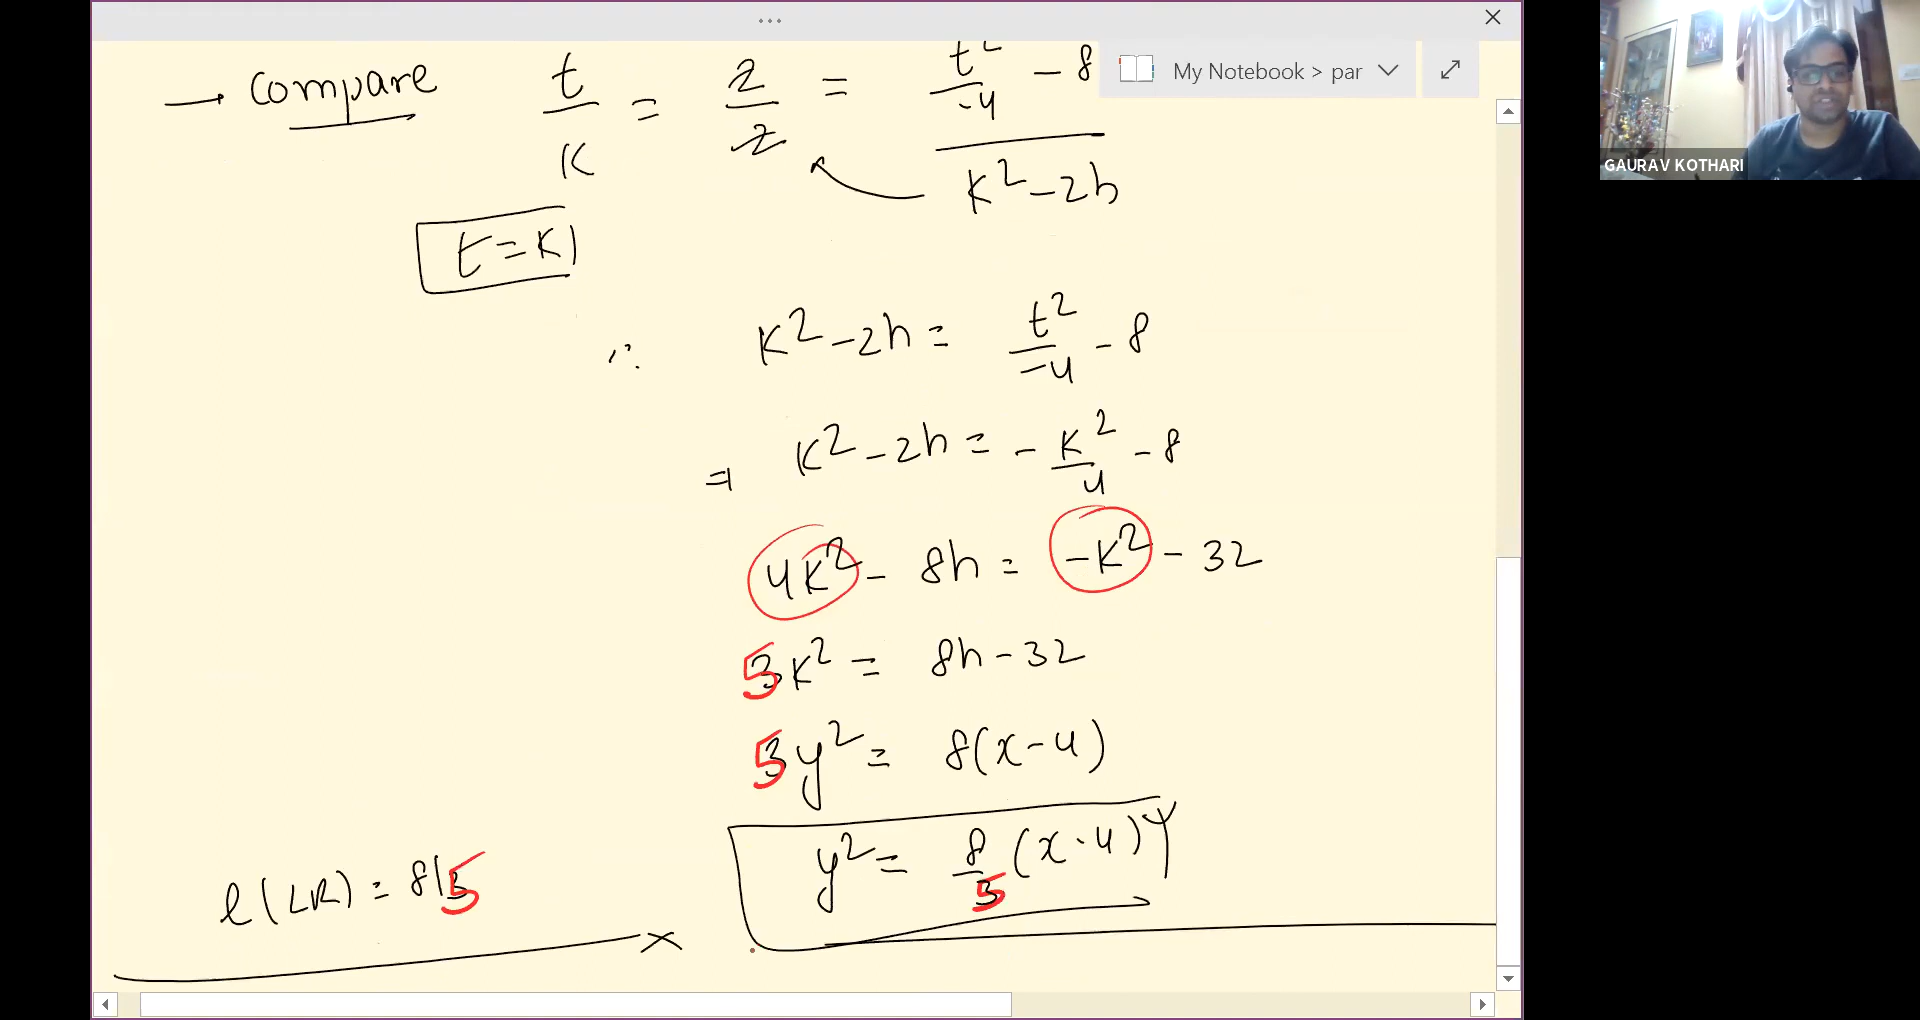 My Notebook > par
GAURAV KOTHARI
→ compare t/K = 2/2 = (t²/-4 - 8)/(K² - 2h)
t = K
∴ K² - 2h = t²/-4 - 8
⇒ K² - 2h = - K²/4 - 8
4K² - 8h = -K² - 32
5K² = 8h - 32
5y² = 8(x - 4)
y² = 8/5 (x - 4)
l(LR) = 8/5